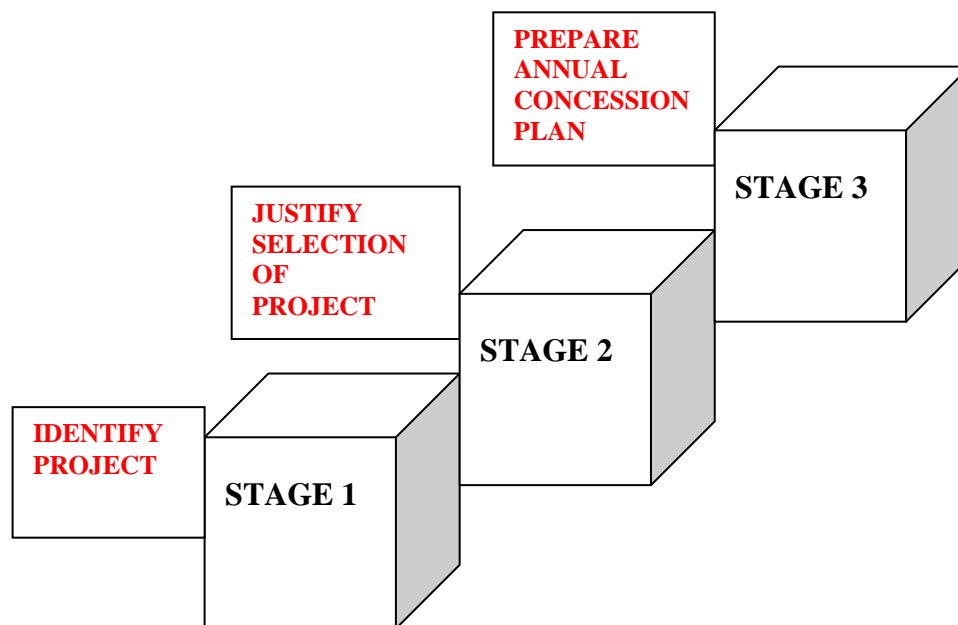 PREPARE
ANNUAL
CONCESSION
PLAN
STAGE 3
JUSTIFY
SELECTION
OF
PROJECT
STAGE 2
IDENTIFY
PROJECT
STAGE 1